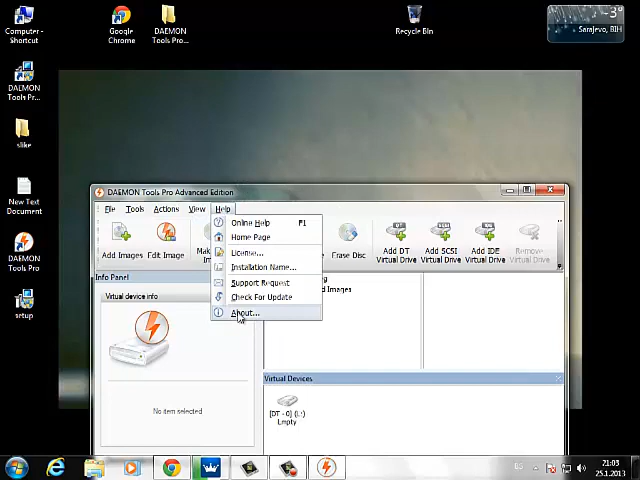 Computer -
Shortcut
Google
Chrome
DAEMON
Tools Pro...
Recycle Bin
-3°
Sarajevo, BIH
DAEMON
Tools Pr...
slike
New Text
Document
DAEMON
Tools Pro
setup
DAEMON Tools Pro Advanced Edition
File Tools Actions View Help
Online Help F1
Home Page
License...
Installation Name...
Support Request
Check For Update
About...
Add Images
Edit Image
Erase Disc
Add DT
Virtual Drive
Add SCSI
Virtual Drive
Add IDE
Virtual Drive
Remove
Virtual Drive
Info Panel
Virtual device info
No item selected
Images
Virtual Devices
[DT - 0] (I:)
Empty
21:03
25.1.2013